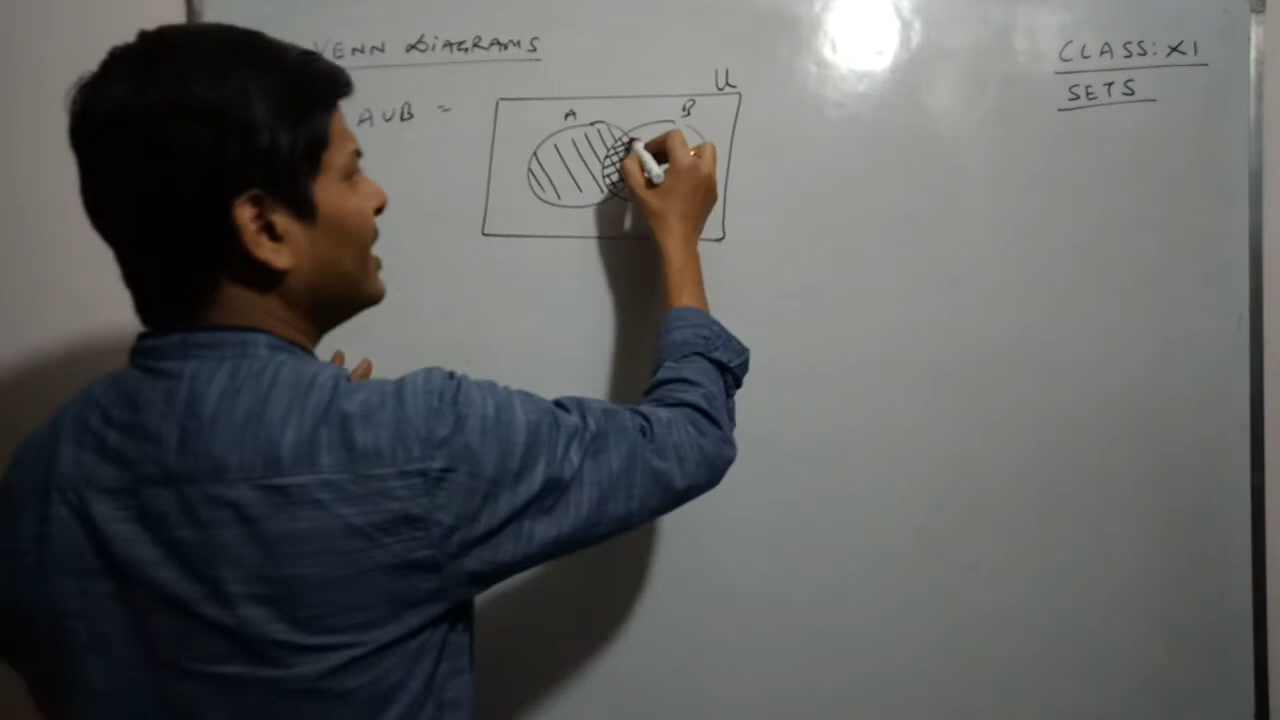 VENN DIAGRAMS
CLASS: XI
SETS
A∪B =
U
A
B